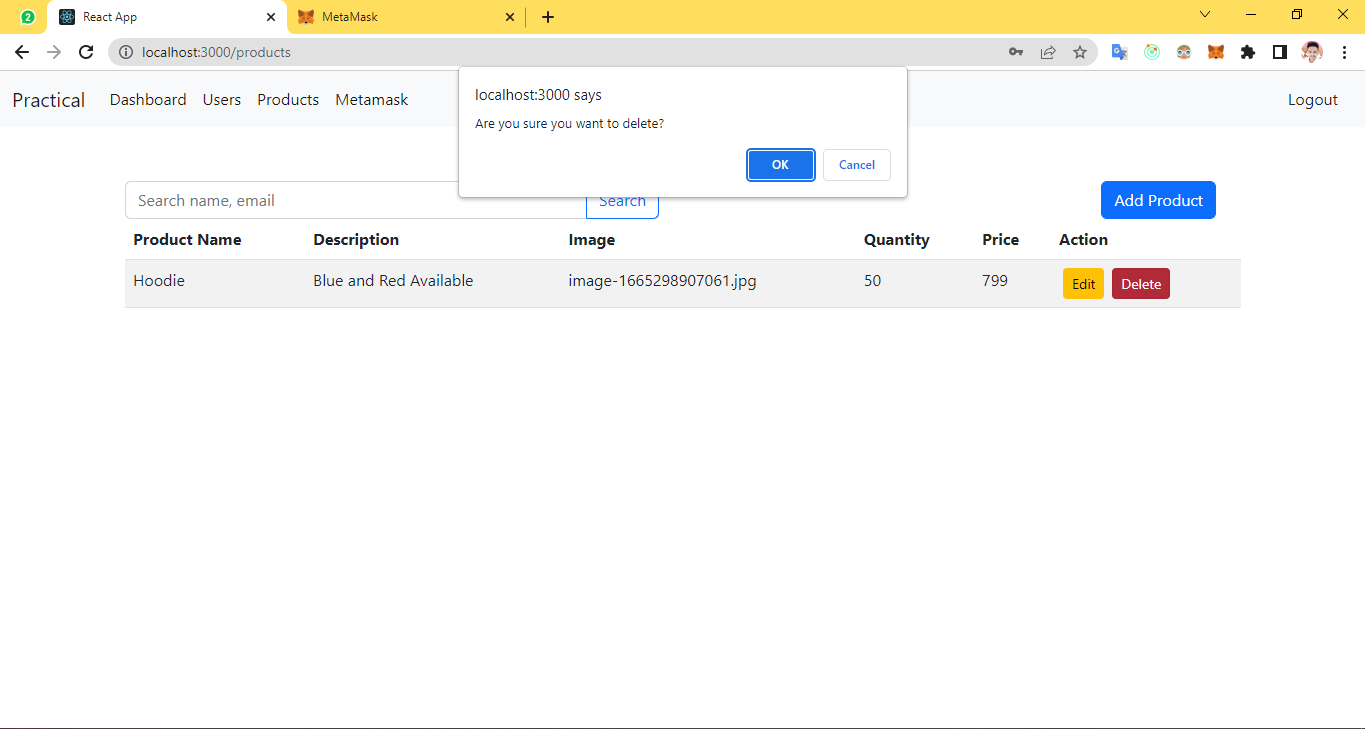 2 React App MetaMask
localhost:3000/products
Practical Dashboard Users Products Metamask Logout
localhost:3000 says
Are you sure you want to delete?
OK Cancel
Search name, email Search Add Product
Product Name Description Image Quantity Price Action
Hoodie Blue and Red Available image-1665298907061.jpg 50 799 Edit Delete